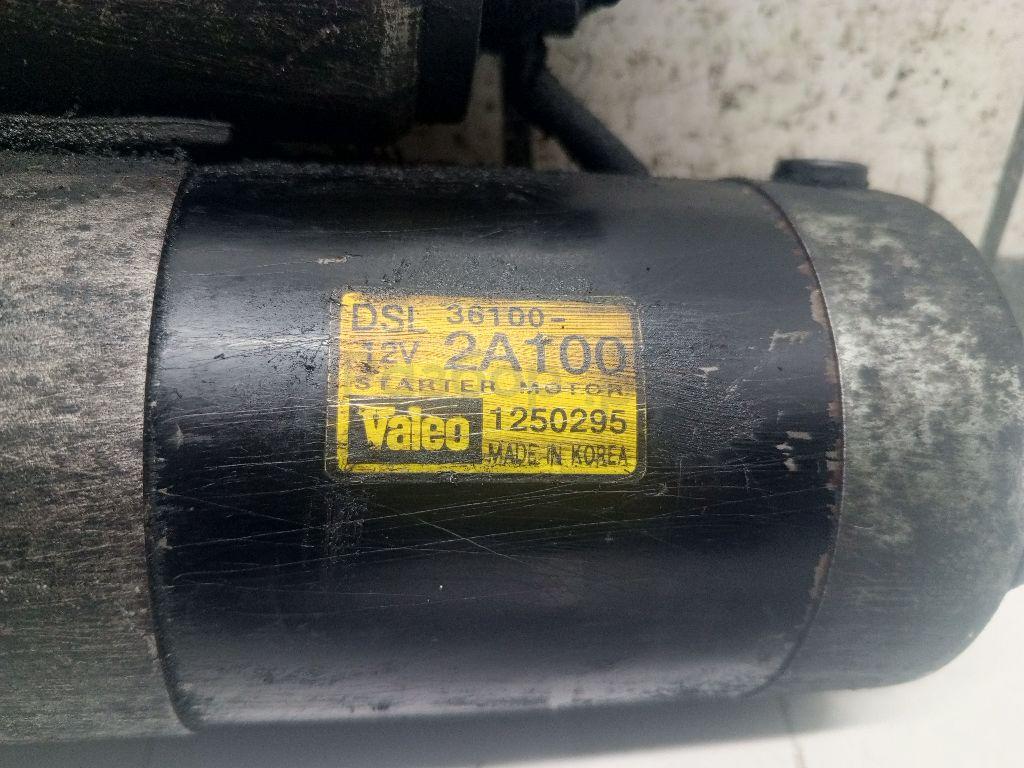 DSL 36100-
12V 2A100
STARTER MOTOR
Valeo 1250295
MADE IN KOREA